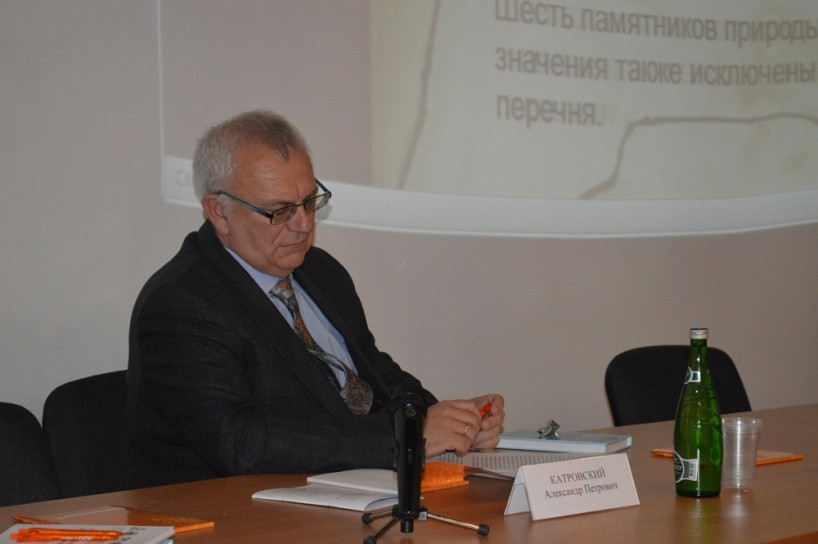 Шесть памятников природы
значения также исключены
перечня.
КАТРОВСКИЙ
Александр Петрович